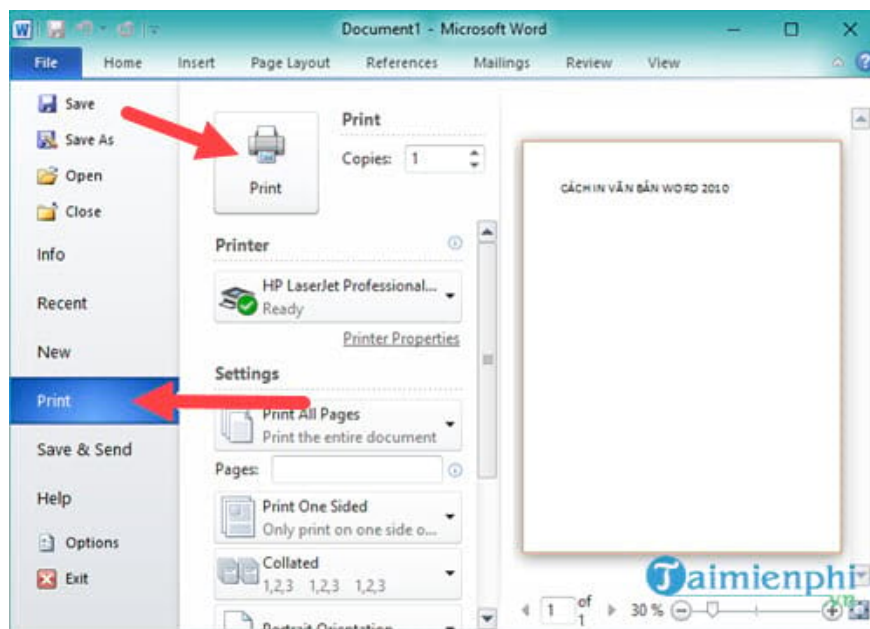 Document1 - Microsoft Word
File Home Insert Page Layout References Mailings Review View
Save
Save As
Open
Close
Info
Recent
New
Print
Save & Send
Help
Options
Exit
Print
Print
Copies: 1
Printer
HP LaserJet Professional...
Ready
Printer Properties
Settings
Print All Pages
Print the entire document
Pages:
Print One Sided
Only print on one side o...
Collated
1,2,3 1,2,3 1,2,3
Portrait Orientation
CÁCH IN VĂN BẢN WORD 2010
1 of 1
30 %
Taimienphi
.vn